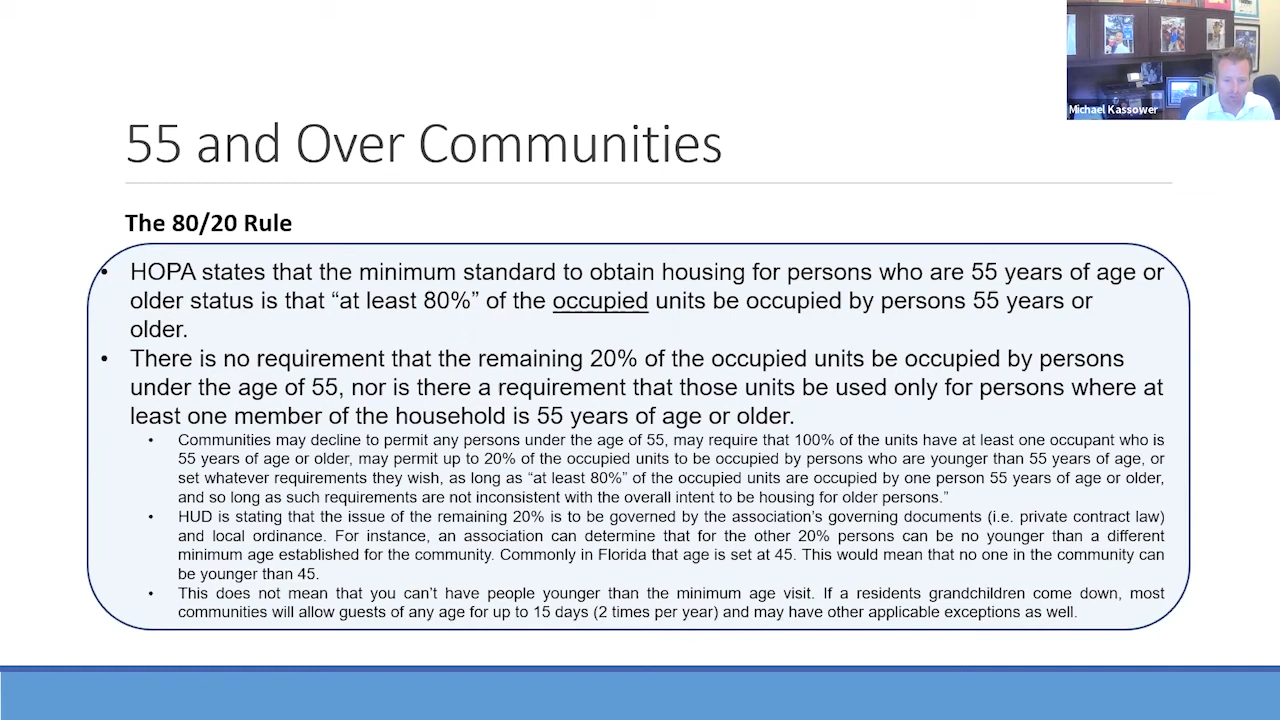 Michael Kassower
55 and Over Communities
The 80/20 Rule
• HOPA states that the minimum standard to obtain housing for persons who are 55 years of age or
older status is that “at least 80%” of the occupied units be occupied by persons 55 years or
older.
• There is no requirement that the remaining 20% of the occupied units be occupied by persons
under the age of 55, nor is there a requirement that those units be used only for persons where at
least one member of the household is 55 years of age or older.
• Communities may decline to permit any persons under the age of 55, may require that 100% of the units have at least one occupant who is
55 years of age or older, may permit up to 20% of the occupied units to be occupied by persons who are younger than 55 years of age, or
set whatever requirements they wish, as long as “at least 80%” of the occupied units are occupied by one person 55 years of age or older,
and so long as such requirements are not inconsistent with the overall intent to be housing for older persons.”
• HUD is stating that the issue of the remaining 20% is to be governed by the association’s governing documents (i.e. private contract law)
and local ordinance. For instance, an association can determine that for the other 20% persons can be no younger than a different
minimum age established for the community. Commonly in Florida that age is set at 45. This would mean that no one in the community can
be younger than 45.
• This does not mean that you can’t have people younger than the minimum age visit. If a residents grandchildren come down, most
communities will allow guests of any age for up to 15 days (2 times per year) and may have other applicable exceptions as well.